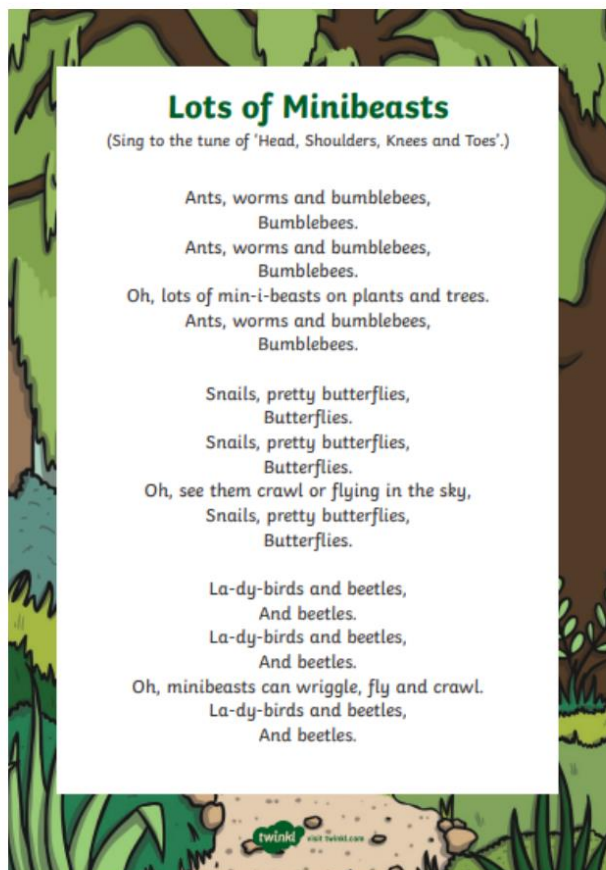 Lots of Minibeasts
(Sing to the tune of 'Head, Shoulders, Knees and Toes'.)
Ants, worms and bumblebees,
Bumblebees.
Ants, worms and bumblebees,
Bumblebees.
Oh, lots of min-i-beasts on plants and trees.
Ants, worms and bumblebees,
Bumblebees.
Snails, pretty butterflies,
Butterflies.
Snails, pretty butterflies,
Butterflies.
Oh, see them crawl or flying in the sky,
Snails, pretty butterflies,
Butterflies.
La-dy-birds and beetles,
And beetles.
La-dy-birds and beetles,
And beetles.
Oh, minibeasts can wriggle, fly and crawl.
La-dy-birds and beetles,
And beetles.
twinkl visit twinkl.com